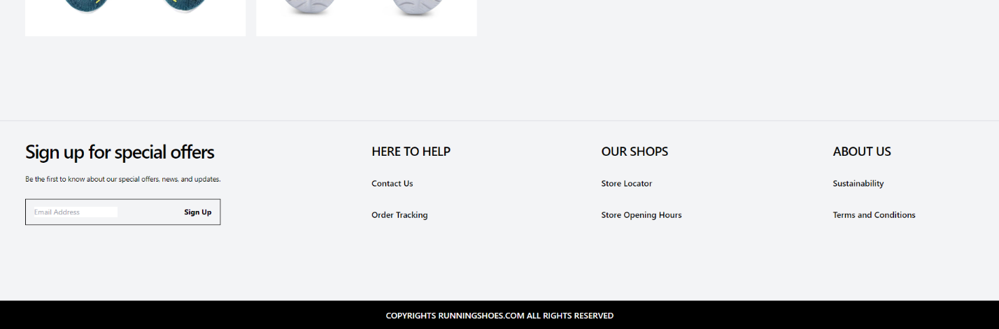 Sign up for special offers
Be the first to know about our special offers, news, and updates.
Email Address
Sign Up
HERE TO HELP
Contact Us
Order Tracking
OUR SHOPS
Store Locator
Store Opening Hours
ABOUT US
Sustainability
Terms and Conditions
COPYRIGHTS RUNNINGSHOES.COM ALL RIGHTS RESERVED